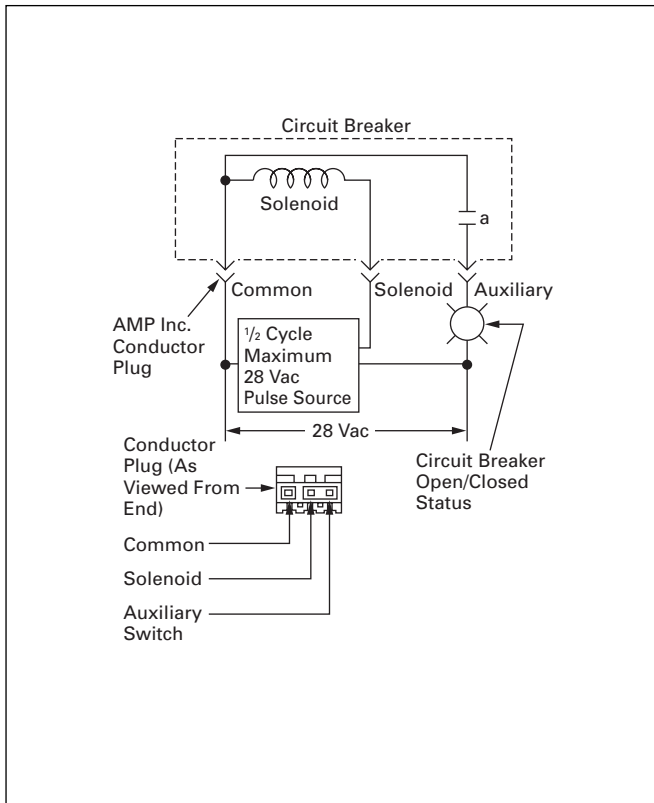 Circuit Breaker
Solenoid
a
Common
Solenoid
Auxiliary
AMP Inc.
Conductor
Plug
1/2 Cycle
Maximum
28 Vac
Pulse Source
28 Vac
Circuit Breaker
Open/Closed
Status
Conductor
Plug (As
Viewed From
End)
Common
Solenoid
Auxiliary
Switch